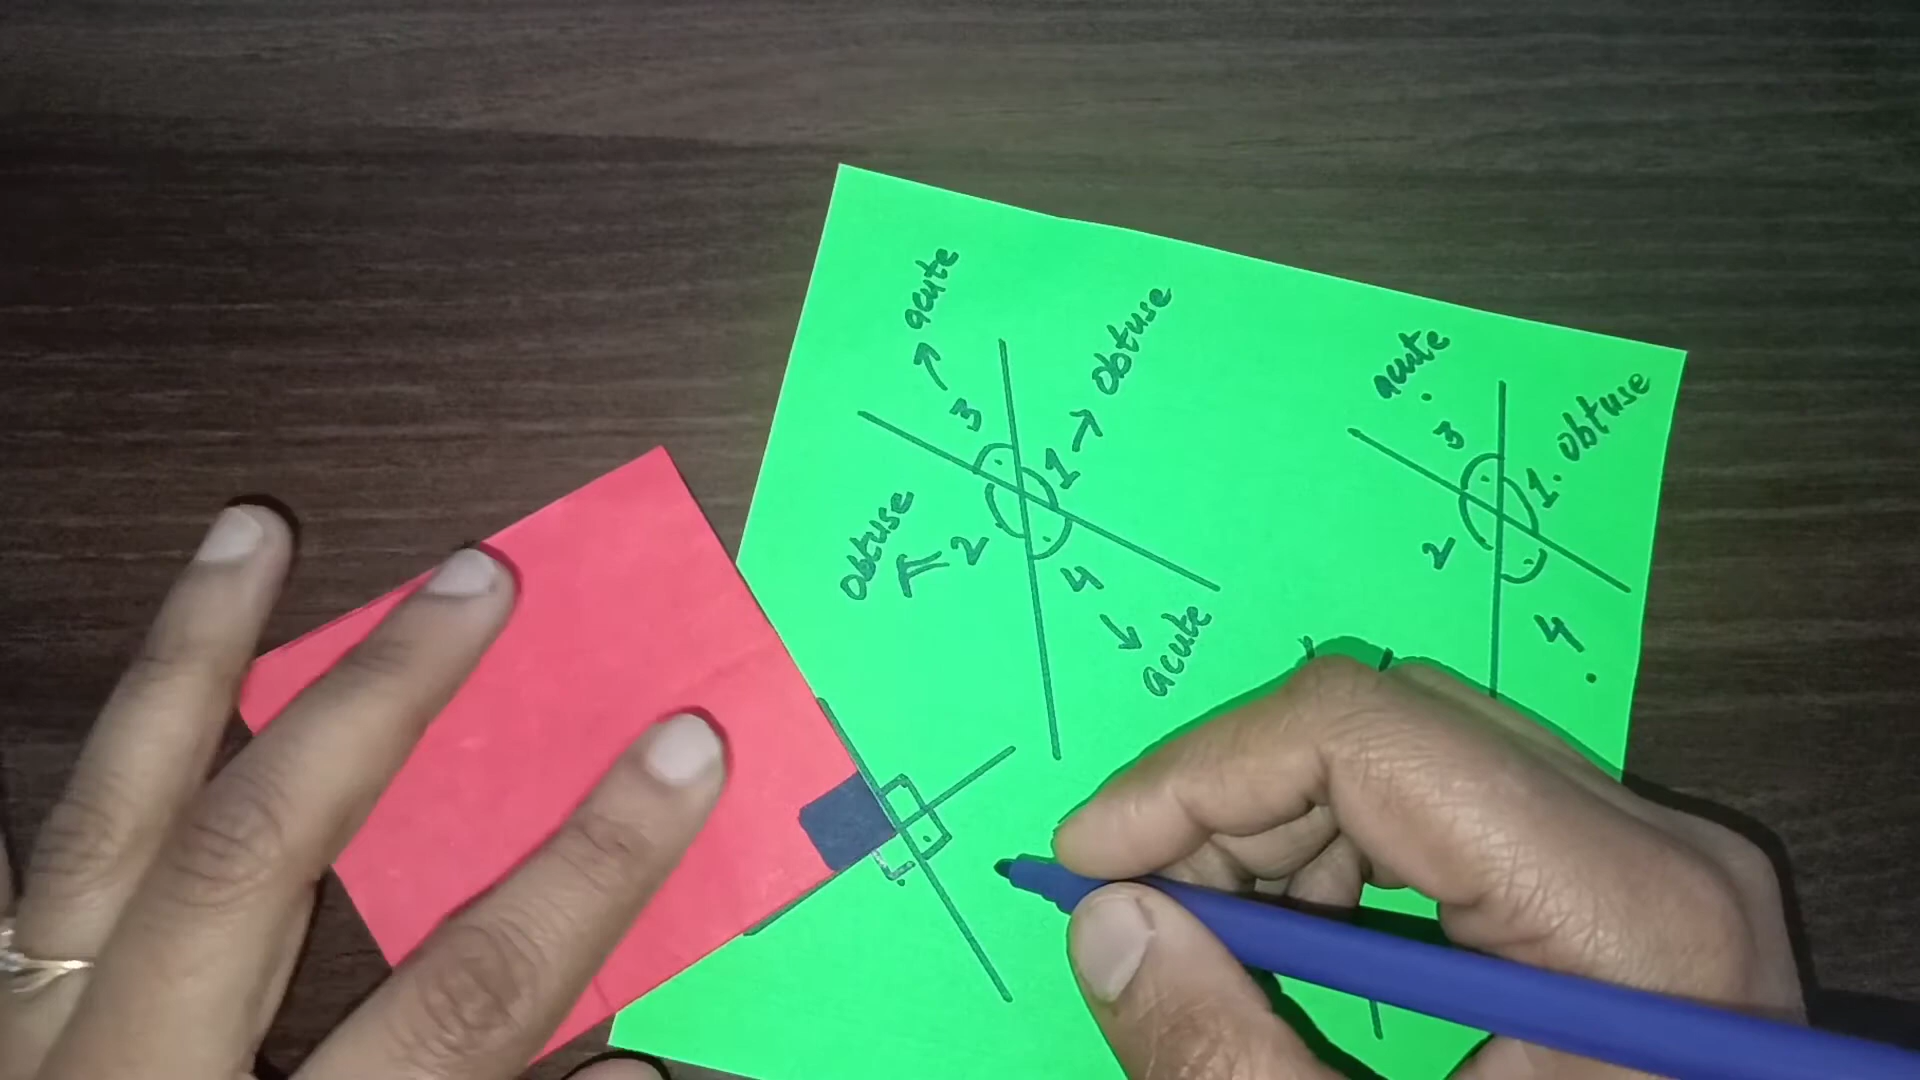 3 → acute
1 → obtuse
2 → obtuse
4 → acute
acute
3
1. obtuse
2
4